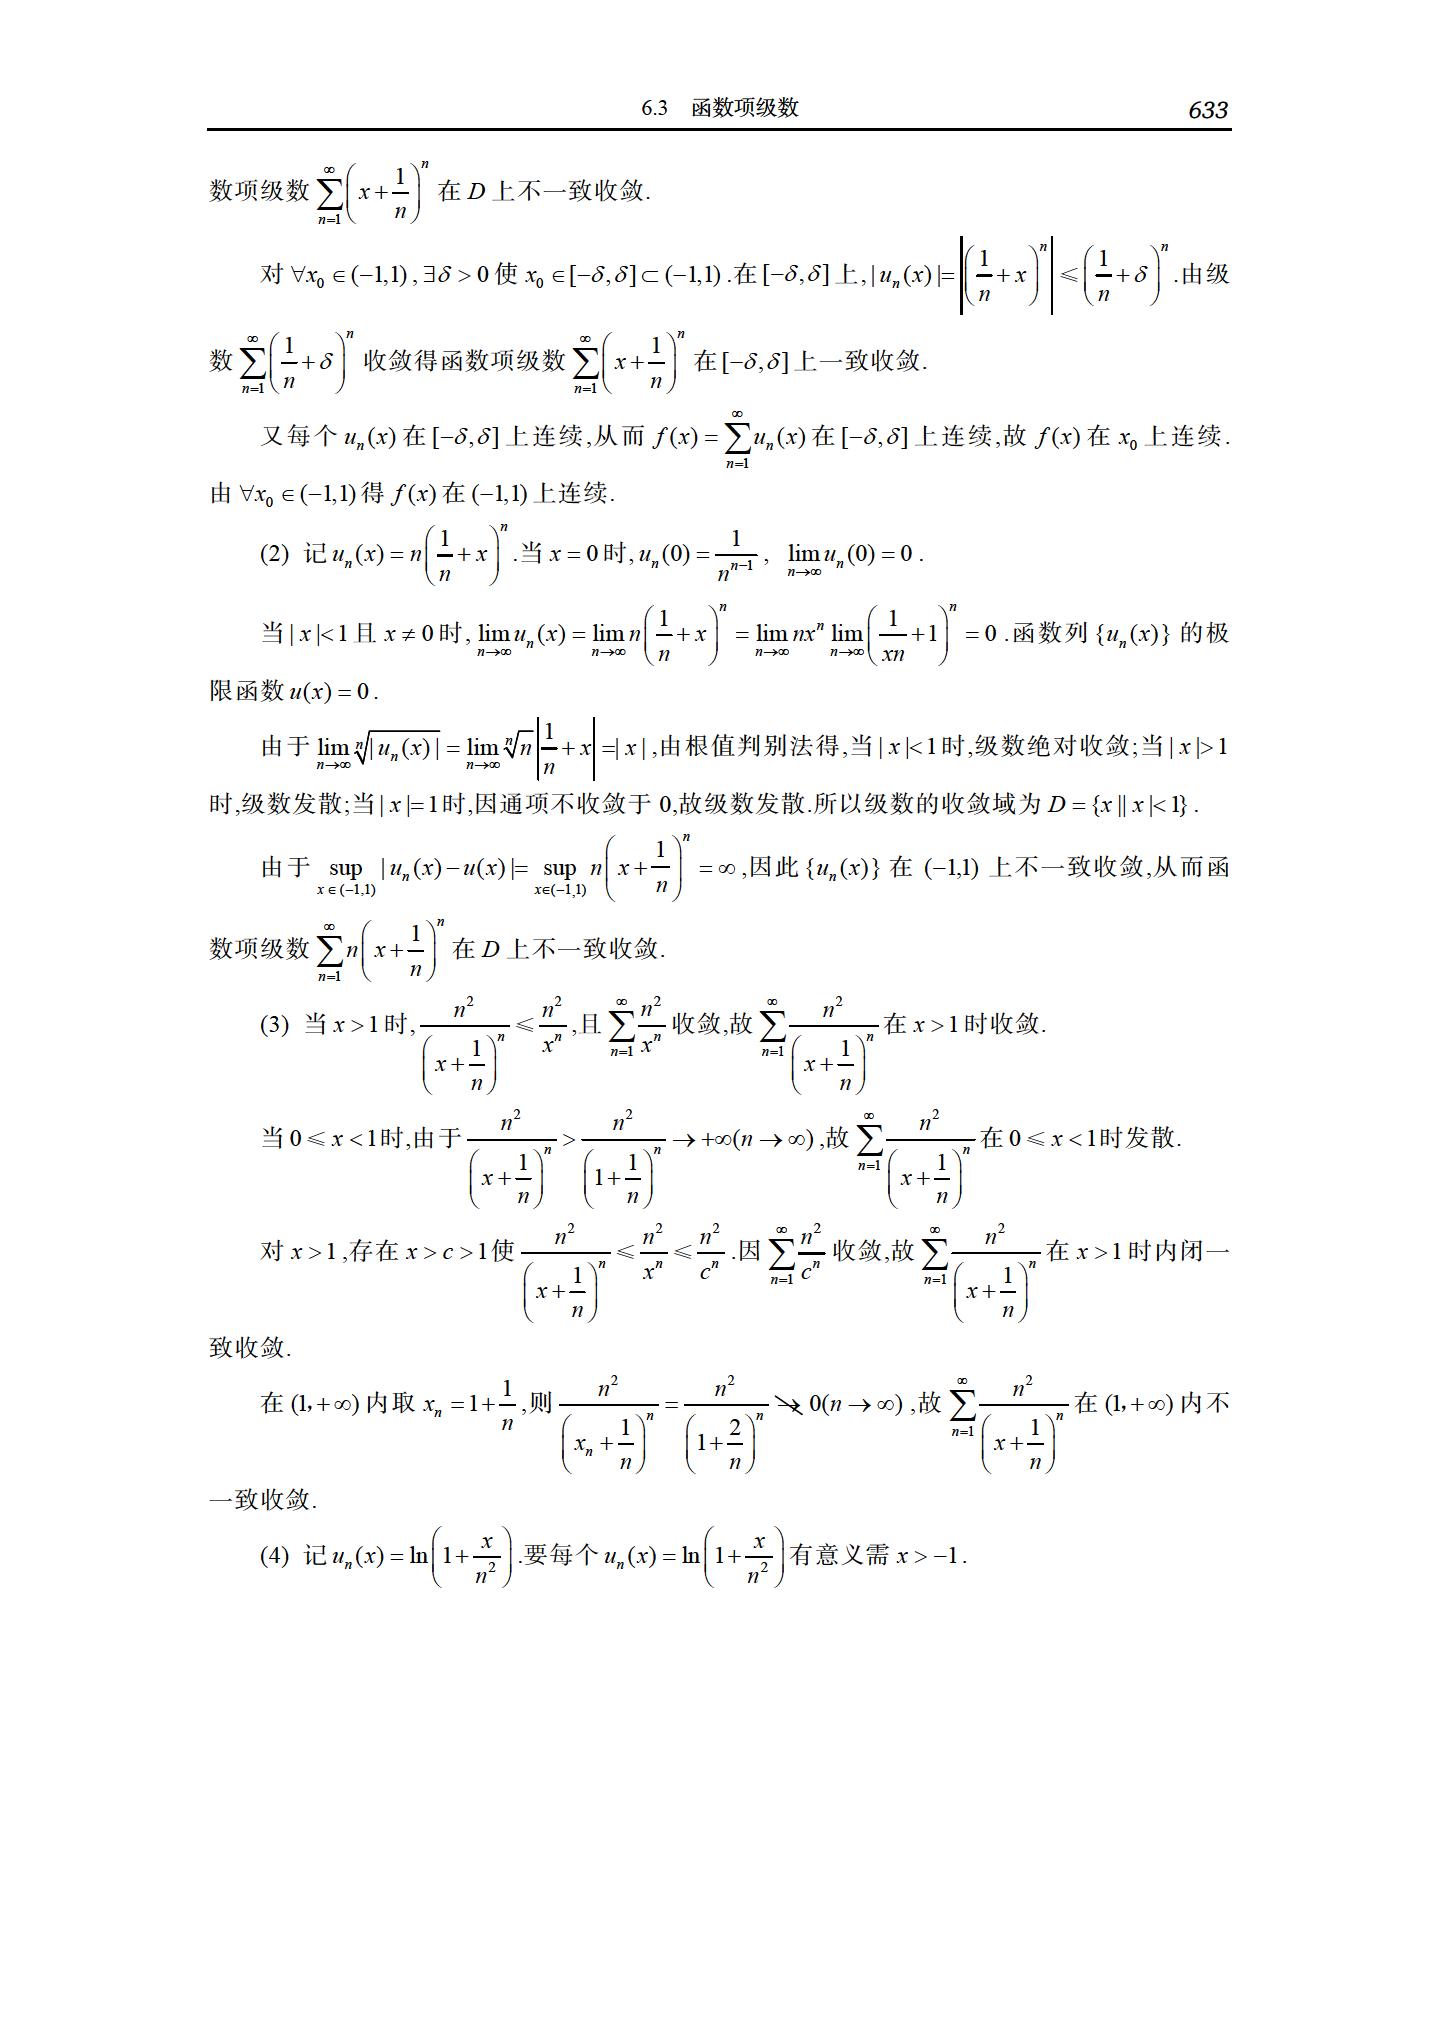 6.3 函数项级数 633
数项级数 $\sum_{n=1}^{\infty}\left(x+\frac{1}{n}\right)^n$ 在 $D$ 上不一致收敛.
对 $\forall x_0\in(-1,1)$, $\exists\delta>0$ 使 $x_0\in[-\delta,\delta]\subset(-1,1)$.在 $[-\delta,\delta]$ 上, $|u_n(x)|=\left|\left(\frac{1}{n}+x\right)^n\right|\leqslant\left(\frac{1}{n}+\delta\right)^n$.由级
数 $\sum_{n=1}^{\infty}\left(\frac{1}{n}+\delta\right)^n$ 收敛得函数项级数 $\sum_{n=1}^{\infty}\left(x+\frac{1}{n}\right)^n$ 在 $[-\delta,\delta]$ 上一致收敛.
又每个 $u_n(x)$ 在 $[-\delta,\delta]$ 上连续,从而 $f(x)=\sum_{n=1}^{\infty}u_n(x)$ 在 $[-\delta,\delta]$ 上连续,故 $f(x)$ 在 $x_0$ 上连续.
由 $\forall x_0\in(-1,1)$ 得 $f(x)$ 在 $(-1,1)$ 上连续.
(2) 记 $u_n(x)=n\left(\frac{1}{n}+x\right)^n$.当 $x=0$ 时, $u_n(0)=\frac{1}{n^{n-1}}$, $\lim_{n\to\infty}u_n(0)=0$.
当 $|x|<1$ 且 $x\neq 0$ 时, $\lim_{n\to\infty}u_n(x)=\lim_{n\to\infty}n\left(\frac{1}{n}+x\right)^n=\lim_{n\to\infty}nx^n\lim_{n\to\infty}\left(\frac{1}{xn}+1\right)^n=0$.函数列 $\{u_n(x)\}$ 的极
限函数 $u(x)=0$.
由于 $\lim_{n\to\infty}\sqrt[n]{|u_n(x)|}=\lim_{n\to\infty}\sqrt[n]{n}\left|\frac{1}{n}+x\right|=|x|$,由根值判别法得,当 $|x|<1$ 时,级数绝对收敛;当 $|x|>1$
时,级数发散;当 $|x|=1$ 时,因通项不收敛于 0,故级数发散.所以级数的收敛域为 $D=\{x||x|<1\}$.
由于 $\sup_{x\in(-1,1)}|u_n(x)-u(x)|=\sup_{x\in(-1,1)}n\left(x+\frac{1}{n}\right)^n=\infty$,因此 $\{u_n(x)\}$ 在 $(-1,1)$ 上不一致收敛,从而函
数项级数 $\sum_{n=1}^{\infty}n\left(x+\frac{1}{n}\right)^n$ 在 $D$ 上不一致收敛.
(3) 当 $x>1$ 时, $\frac{n^2}{\left(x+\frac{1}{n}\right)^n}\leqslant\frac{n^2}{x^n}$,且 $\sum_{n=1}^{\infty}\frac{n^2}{x^n}$ 收敛,故 $\sum_{n=1}^{\infty}\frac{n^2}{\left(x+\frac{1}{n}\right)^n}$ 在 $x>1$ 时收敛.
当 $0\leqslant x<1$ 时,由于 $\frac{n^2}{\left(x+\frac{1}{n}\right)^n}>\frac{n^2}{\left(1+\frac{1}{n}\right)^n}\to+\infty(n\to\infty)$,故 $\sum_{n=1}^{\infty}\frac{n^2}{\left(x+\frac{1}{n}\right)^n}$ 在 $0\leqslant x<1$ 时发散.
对 $x>1$,存在 $x>c>1$ 使 $\frac{n^2}{\left(x+\frac{1}{n}\right)^n}\leqslant\frac{n^2}{x^n}\leqslant\frac{n^2}{c^n}$.因 $\sum_{n=1}^{\infty}\frac{n^2}{c^n}$ 收敛,故 $\sum_{n=1}^{\infty}\frac{n^2}{\left(x+\frac{1}{n}\right)^n}$ 在 $x>1$ 时内闭一
致收敛.
在 $(1,+\infty)$ 内取 $x_n=1+\frac{1}{n}$,则 $\frac{n^2}{\left(x_n+\frac{1}{n}\right)^n}=\frac{n^2}{\left(1+\frac{2}{n}\right)^n}\not\to 0(n\to\infty)$,故 $\sum_{n=1}^{\infty}\frac{n^2}{\left(x+\frac{1}{n}\right)^n}$ 在 $(1,+\infty)$ 内不
一致收敛.
(4) 记 $u_n(x)=\ln\left(1+\frac{x}{n^2}\right)$.要每个 $u_n(x)=\ln\left(1+\frac{x}{n^2}\right)$ 有意义需 $x>-1$.